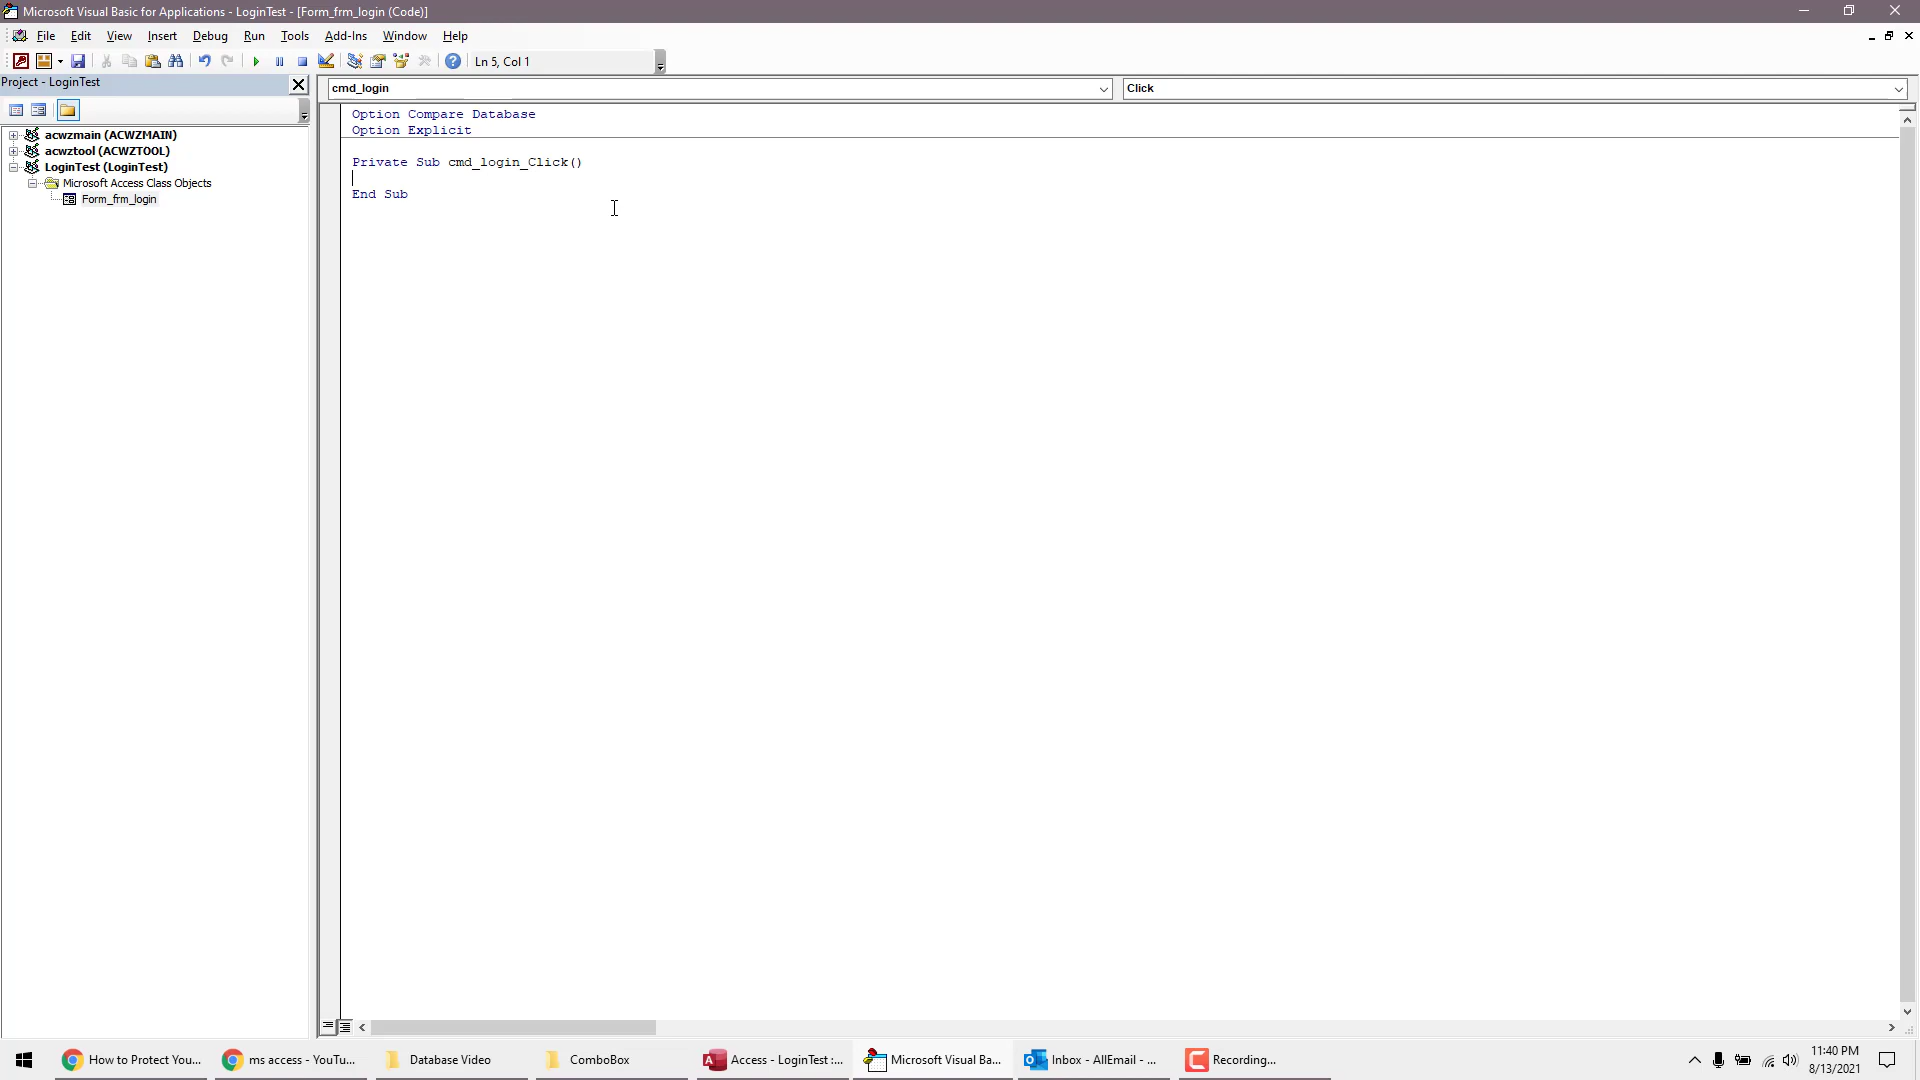 Microsoft Visual Basic for Applications - LoginTest - [Form_frm_login (Code)]
File Edit View Insert Debug Run Tools Add-Ins Window Help
Ln 5, Col 1
Project - LoginTest
cmd_login
Click
acwzmain (ACWZMAIN)
acwztool (ACWZTOOL)
LoginTest (LoginTest)
Microsoft Access Class Objects
Form_frm_login
Option Compare Database
Option Explicit
Private Sub cmd_login_Click()
End Sub
How to Protect You...
ms access - YouTu...
Database Video
ComboBox
Access - LoginTest :...
Microsoft Visual Ba...
Inbox - AllEmail - ...
Recording...
11:40 PM
8/13/2021